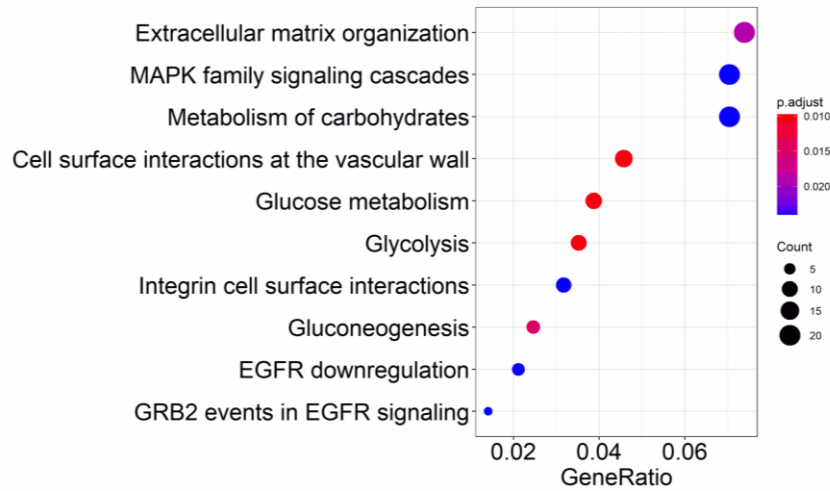 Extracellular matrix organization
MAPK family signaling cascades
Metabolism of carbohydrates
Cell surface interactions at the vascular wall
Glucose metabolism
Glycolysis
Integrin cell surface interactions
Gluconeogenesis
EGFR downregulation
GRB2 events in EGFR signaling
0.02 0.04 0.06
GeneRatio
p.adjust
0.010
0.015
0.020
Count
5
10
15
20